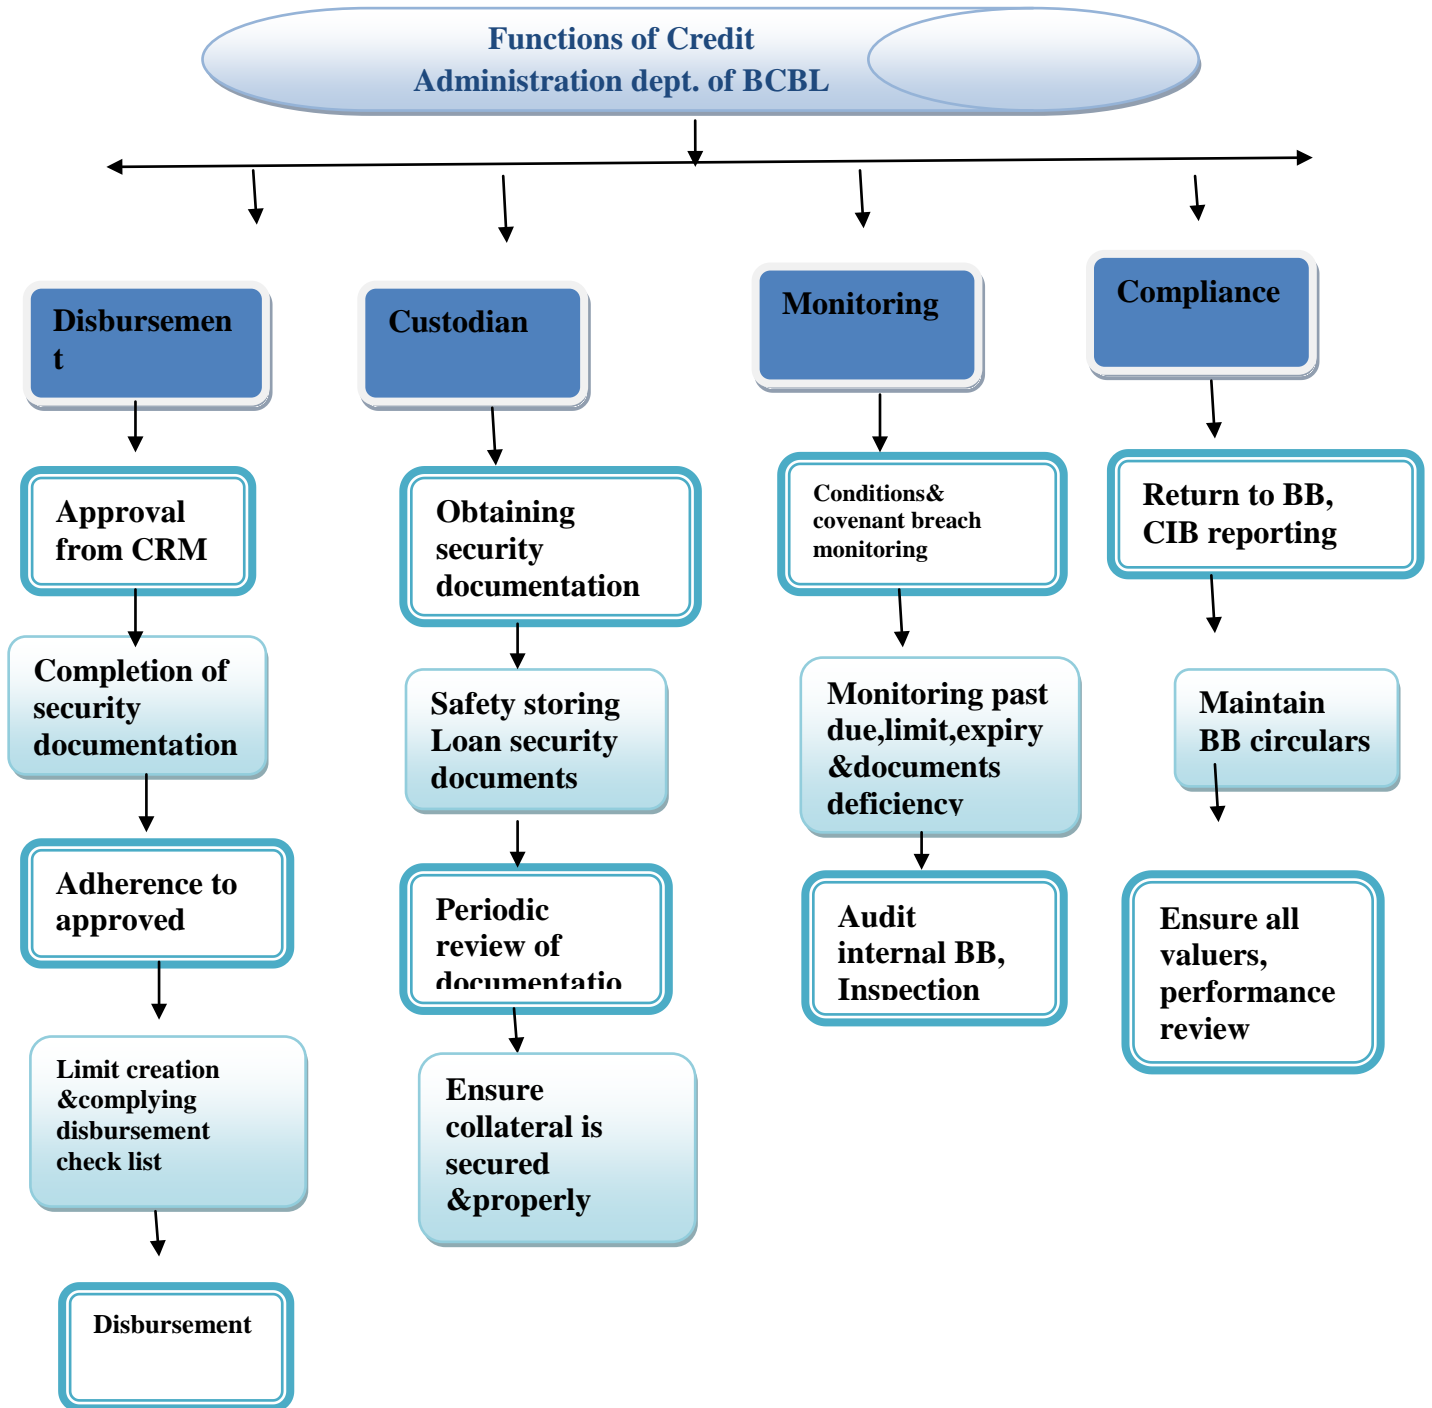 Functions of Credit
Administration dept. of BCBL
Disbursemen
t
Custodian
Monitoring
Compliance
Approval
from CRM
Completion of
security
documentation
Adherence to
approved
Limit creation
&complying
disbursement
check list
Disbursement
Obtaining
security
documentation
Safety storing
Loan security
documents
Periodic
review of
documentatio
Ensure
collateral is
secured
&properly
Conditions&
covenant breach
monitoring
Monitoring past
due,limit,expiry
&documents
deficiency
Audit
internal BB,
Inspection
Return to BB,
CIB reporting
Maintain
BB circulars
Ensure all
valuers,
performance
review